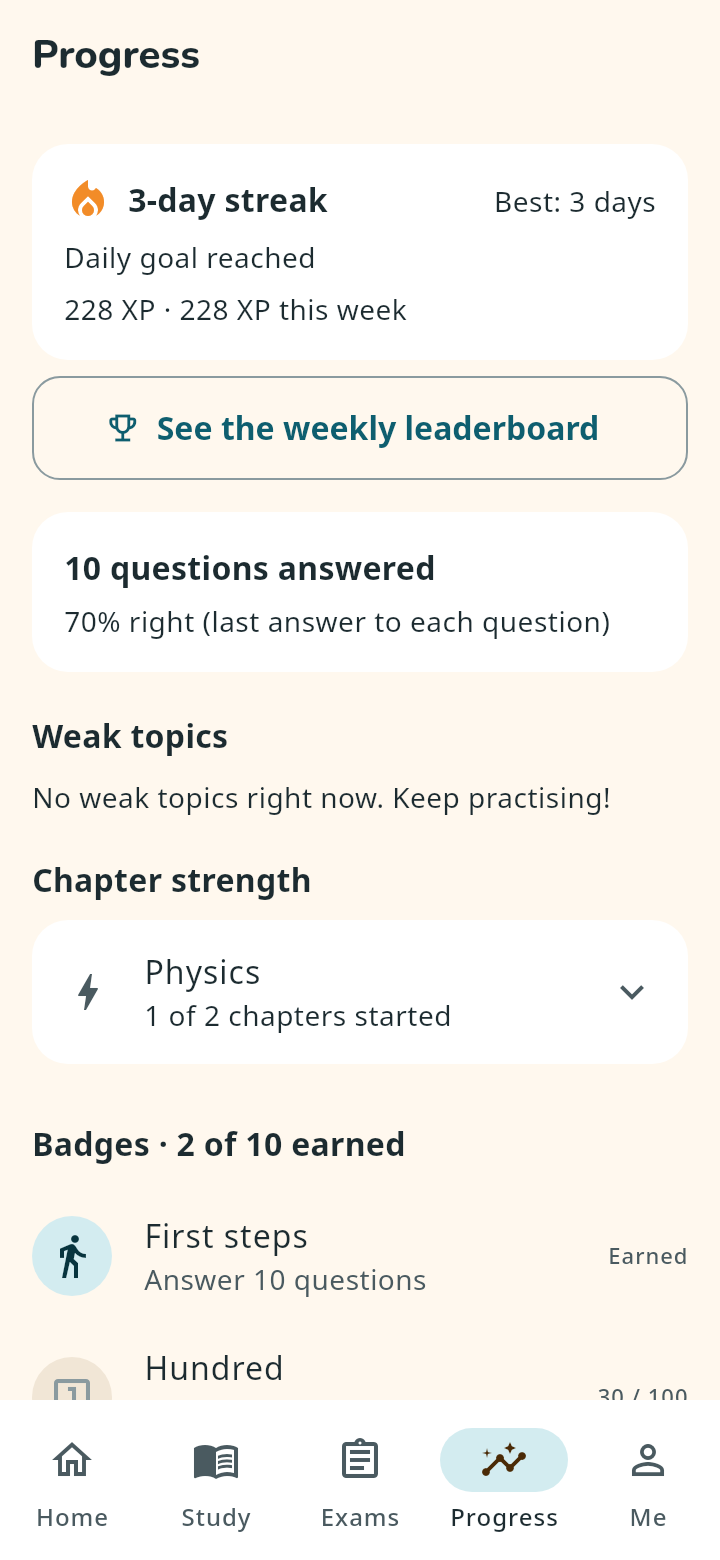 Progress
3-day streak
Best: 3 days
Daily goal reached
228 XP · 228 XP this week
See the weekly leaderboard
10 questions answered
70% right (last answer to each question)
Weak topics
No weak topics right now. Keep practising!
Chapter strength
Physics
1 of 2 chapters started
Badges · 2 of 10 earned
First steps
Answer 10 questions
Earned
Hundred
30 / 100
Home
Study
Exams
Progress
Me